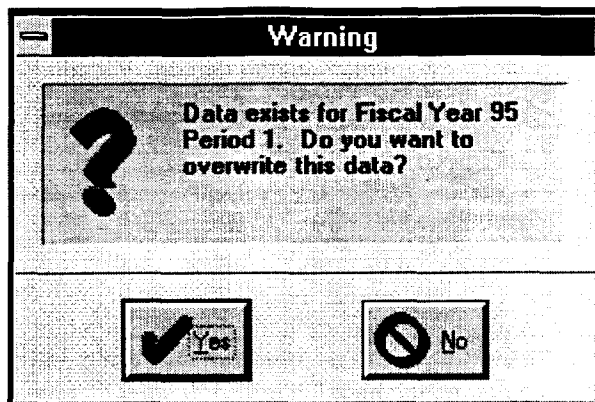 Warning
Data exists for Fiscal Year 95
Period 1. Do you want to
overwrite this data?
Yes
No